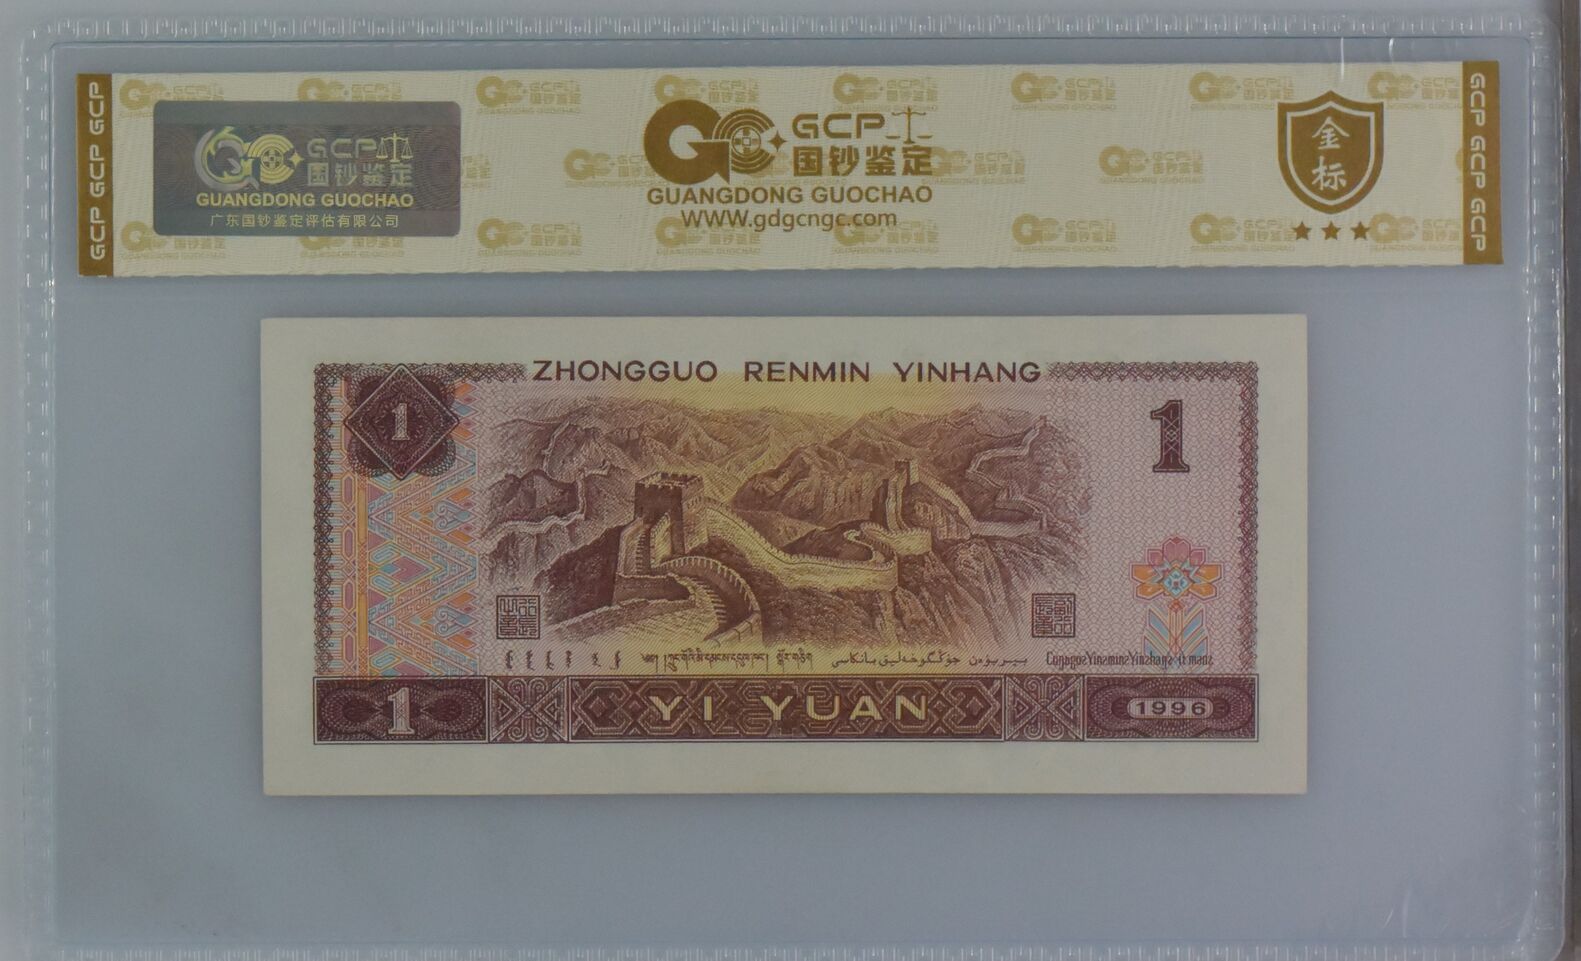 GCP GCP GCP
GCP
国钞鉴定
GUANGDONG GUOCHAO
广东国钞鉴定评估有限公司
GCP
国钞鉴定
GUANGDONG GUOCHAO
WWW.gdgcngc.com
金标
GCP GCP GCP
ZHONGGUO RENMIN YINHANG
1
1
1
YI YUAN
1996